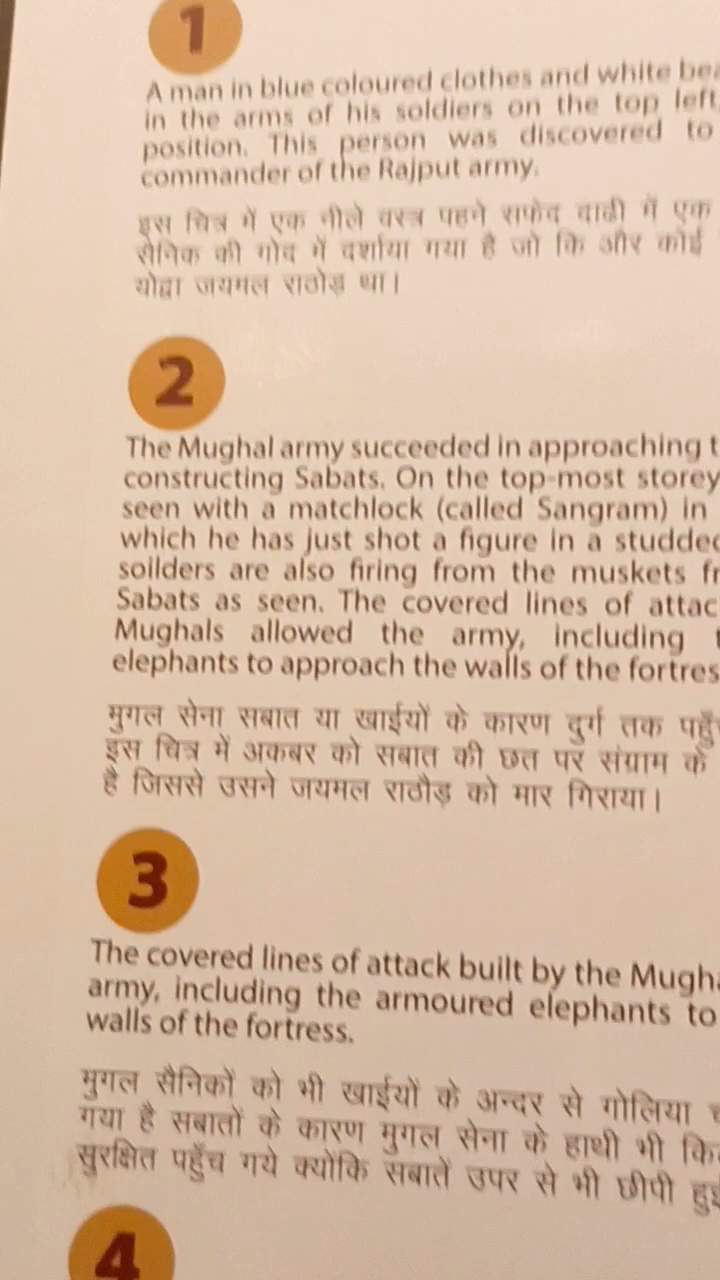 1
A man in blue coloured clothes and white
in the arms of his soldiers on the top left
position. This person was discovered to
commander of the Rajput army.
इस चित्र में एक नीले वस्त्र पहने सफेद दाढी में एक
सैनिक की गोद में दर्शाया गया है जो कि और कोई
योद्वा जयमल राठोड़ था।
2
The Mughal army succeeded in approaching
constructing Sabats. On the top-most storey
seen with a matchlock (called Sangram) in
which he has just shot a figure in a
soilders are also firing from the muskets
Sabats as seen. The covered lines of
Mughals allowed the army, including
elephants to approach the walls of the
मुगल सेना सबात या खाईयों के कारण दुर्ग तक
इस चित्र में अकबर को सबात की छत पर संग्राम के
है जिससे उसने जयमल राठौड़ को मार गिराया।
3
The covered lines of attack built by the
army, including the armoured elephants to
walls of the fortress.
मुगल सैनिकों को भी खाईयों के अन्दर से गोलिया
गया है सबातों के कारण मुगल सेना के हाथी भी
सुरक्षित पहुँच गये क्योंकि सबातें उपर से भी छीपी
4